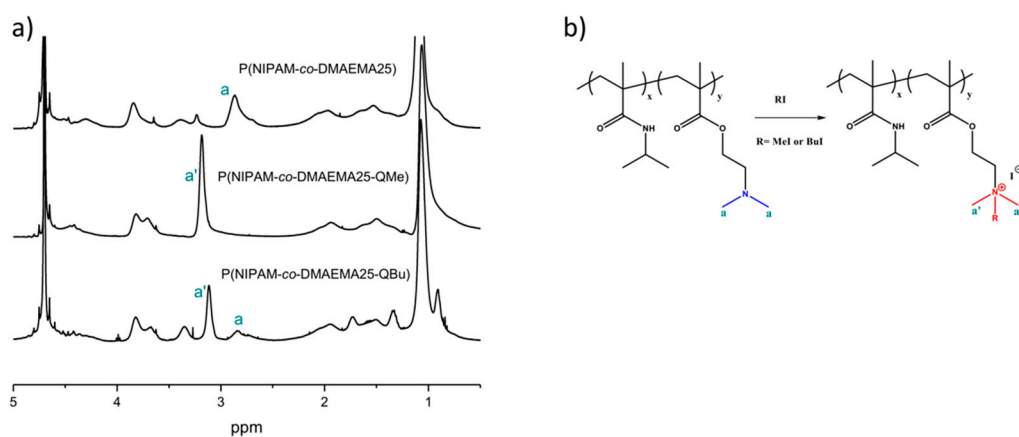 a)
P(NIPAM-co-DMAEMA25)
a
P(NIPAM-co-DMAEMA25-QMe)
a'
P(NIPAM-co-DMAEMA25-QBu)
a'
a
5 4 3 2 1
ppm
b)
x y
O NH O
O
N
a a
RI
R= MeI or BuI
x y
O NH O
O
I⊖
N⊕
a' a
R